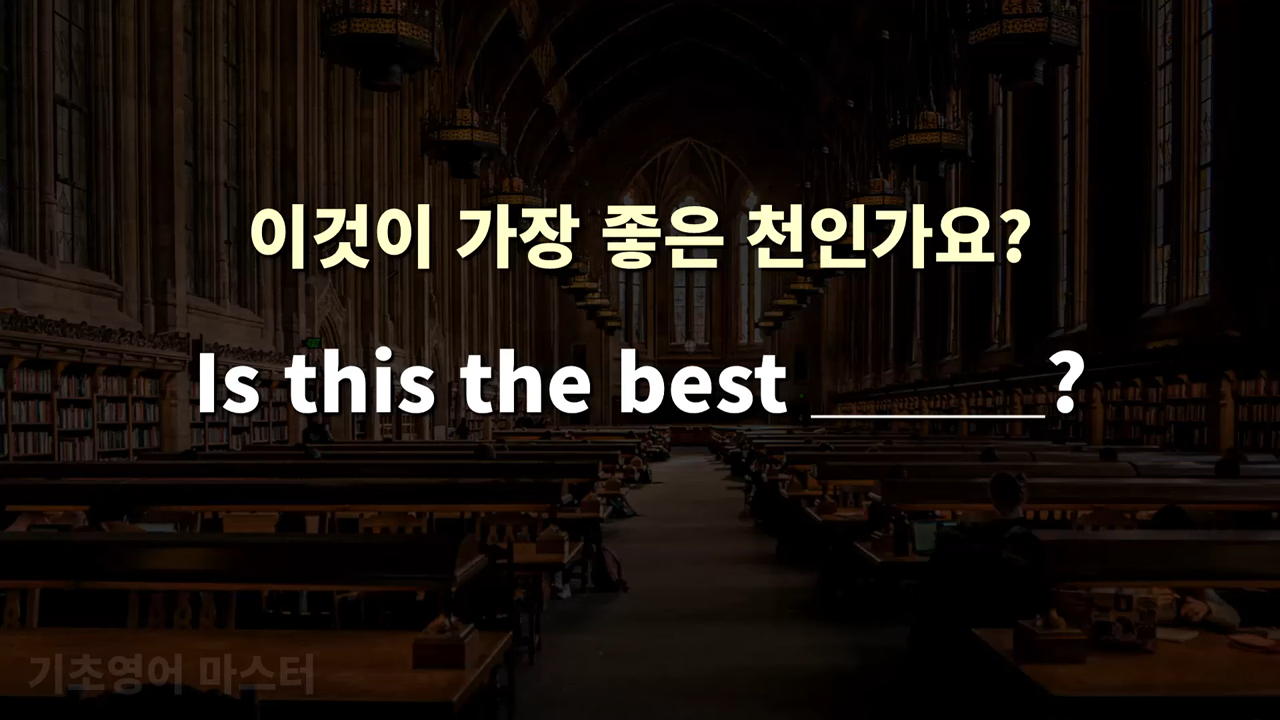 이것이 가장 좋은 천인가요?
Is this the best ______?
기초영어 마스터